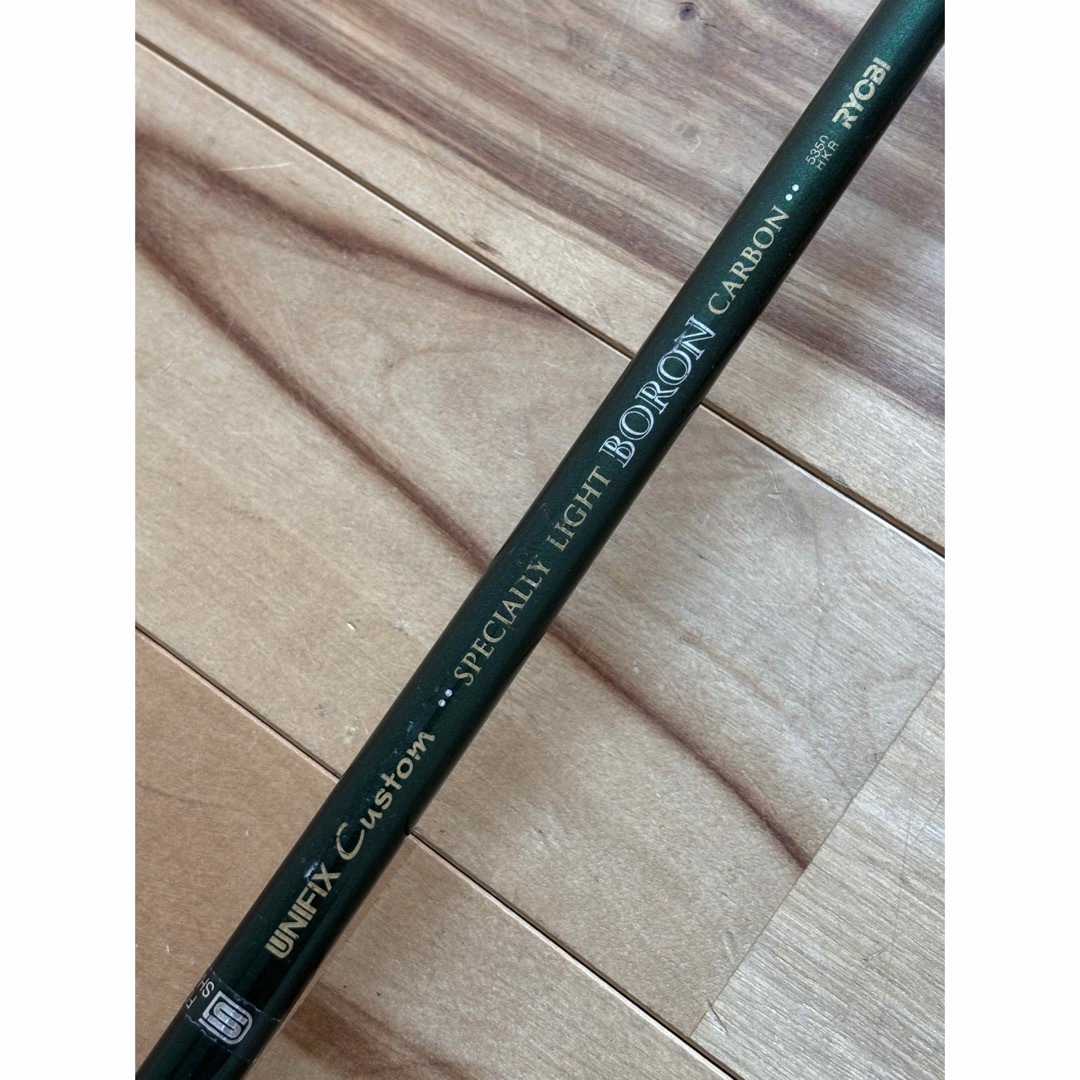 UNIFIX Custom •• SPECIALLY LIGHT BORON CARBON •• 5350 HKR RYOBI